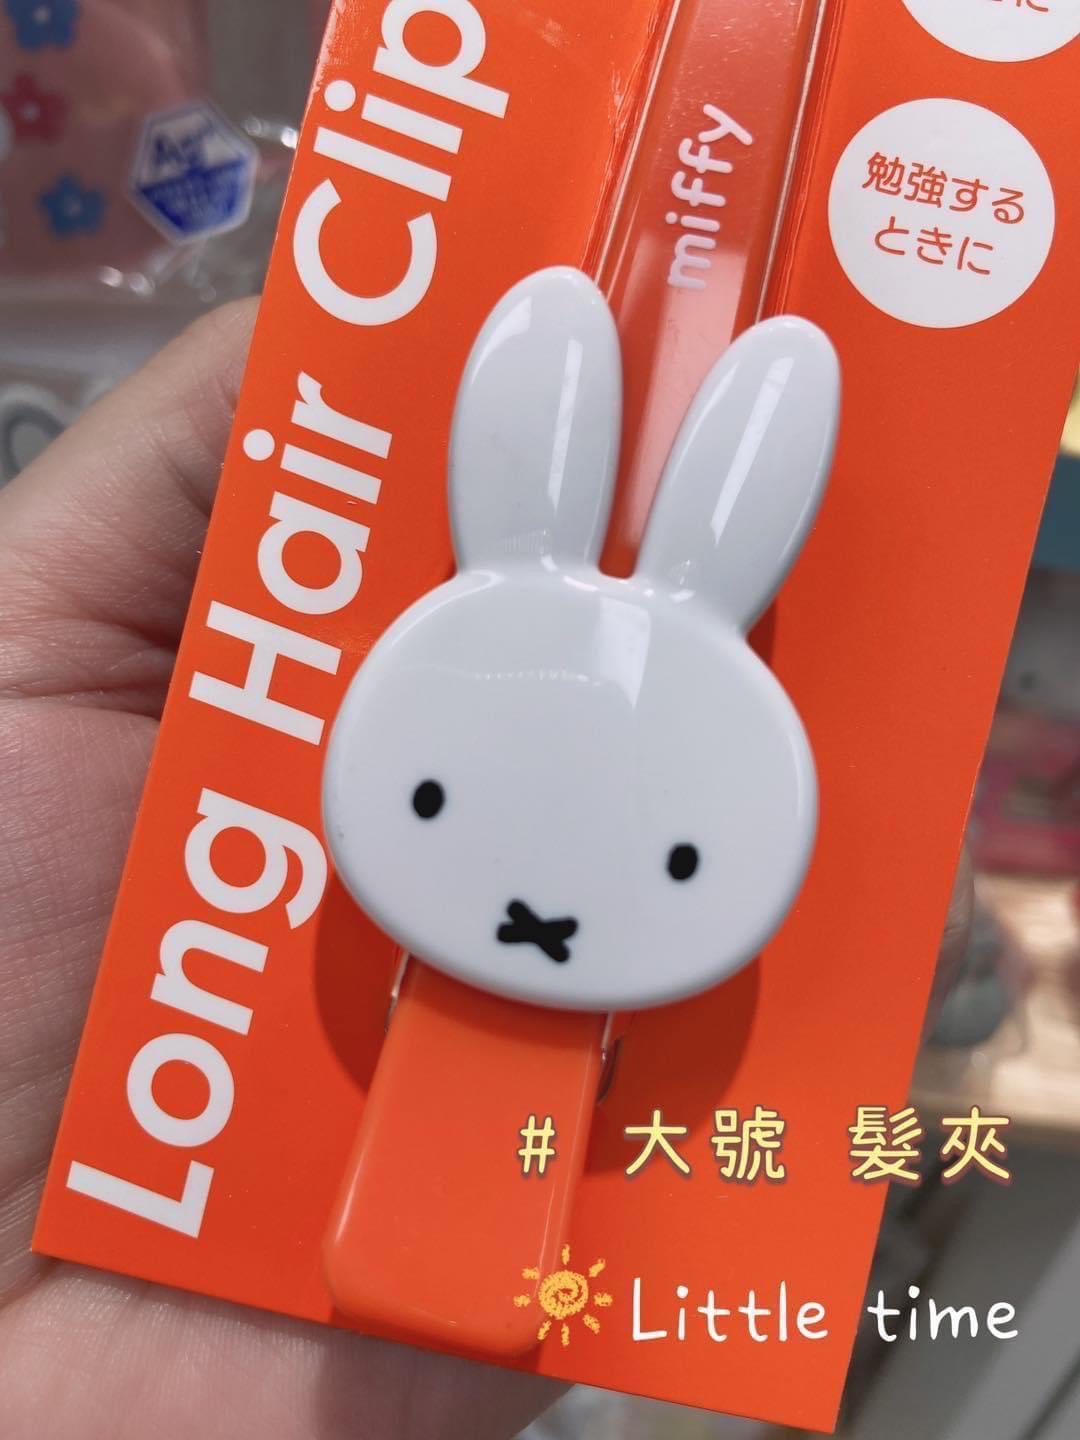 Long Hair Clip
miffy
勉強する
ときに
# 大號 髮夾
Little time